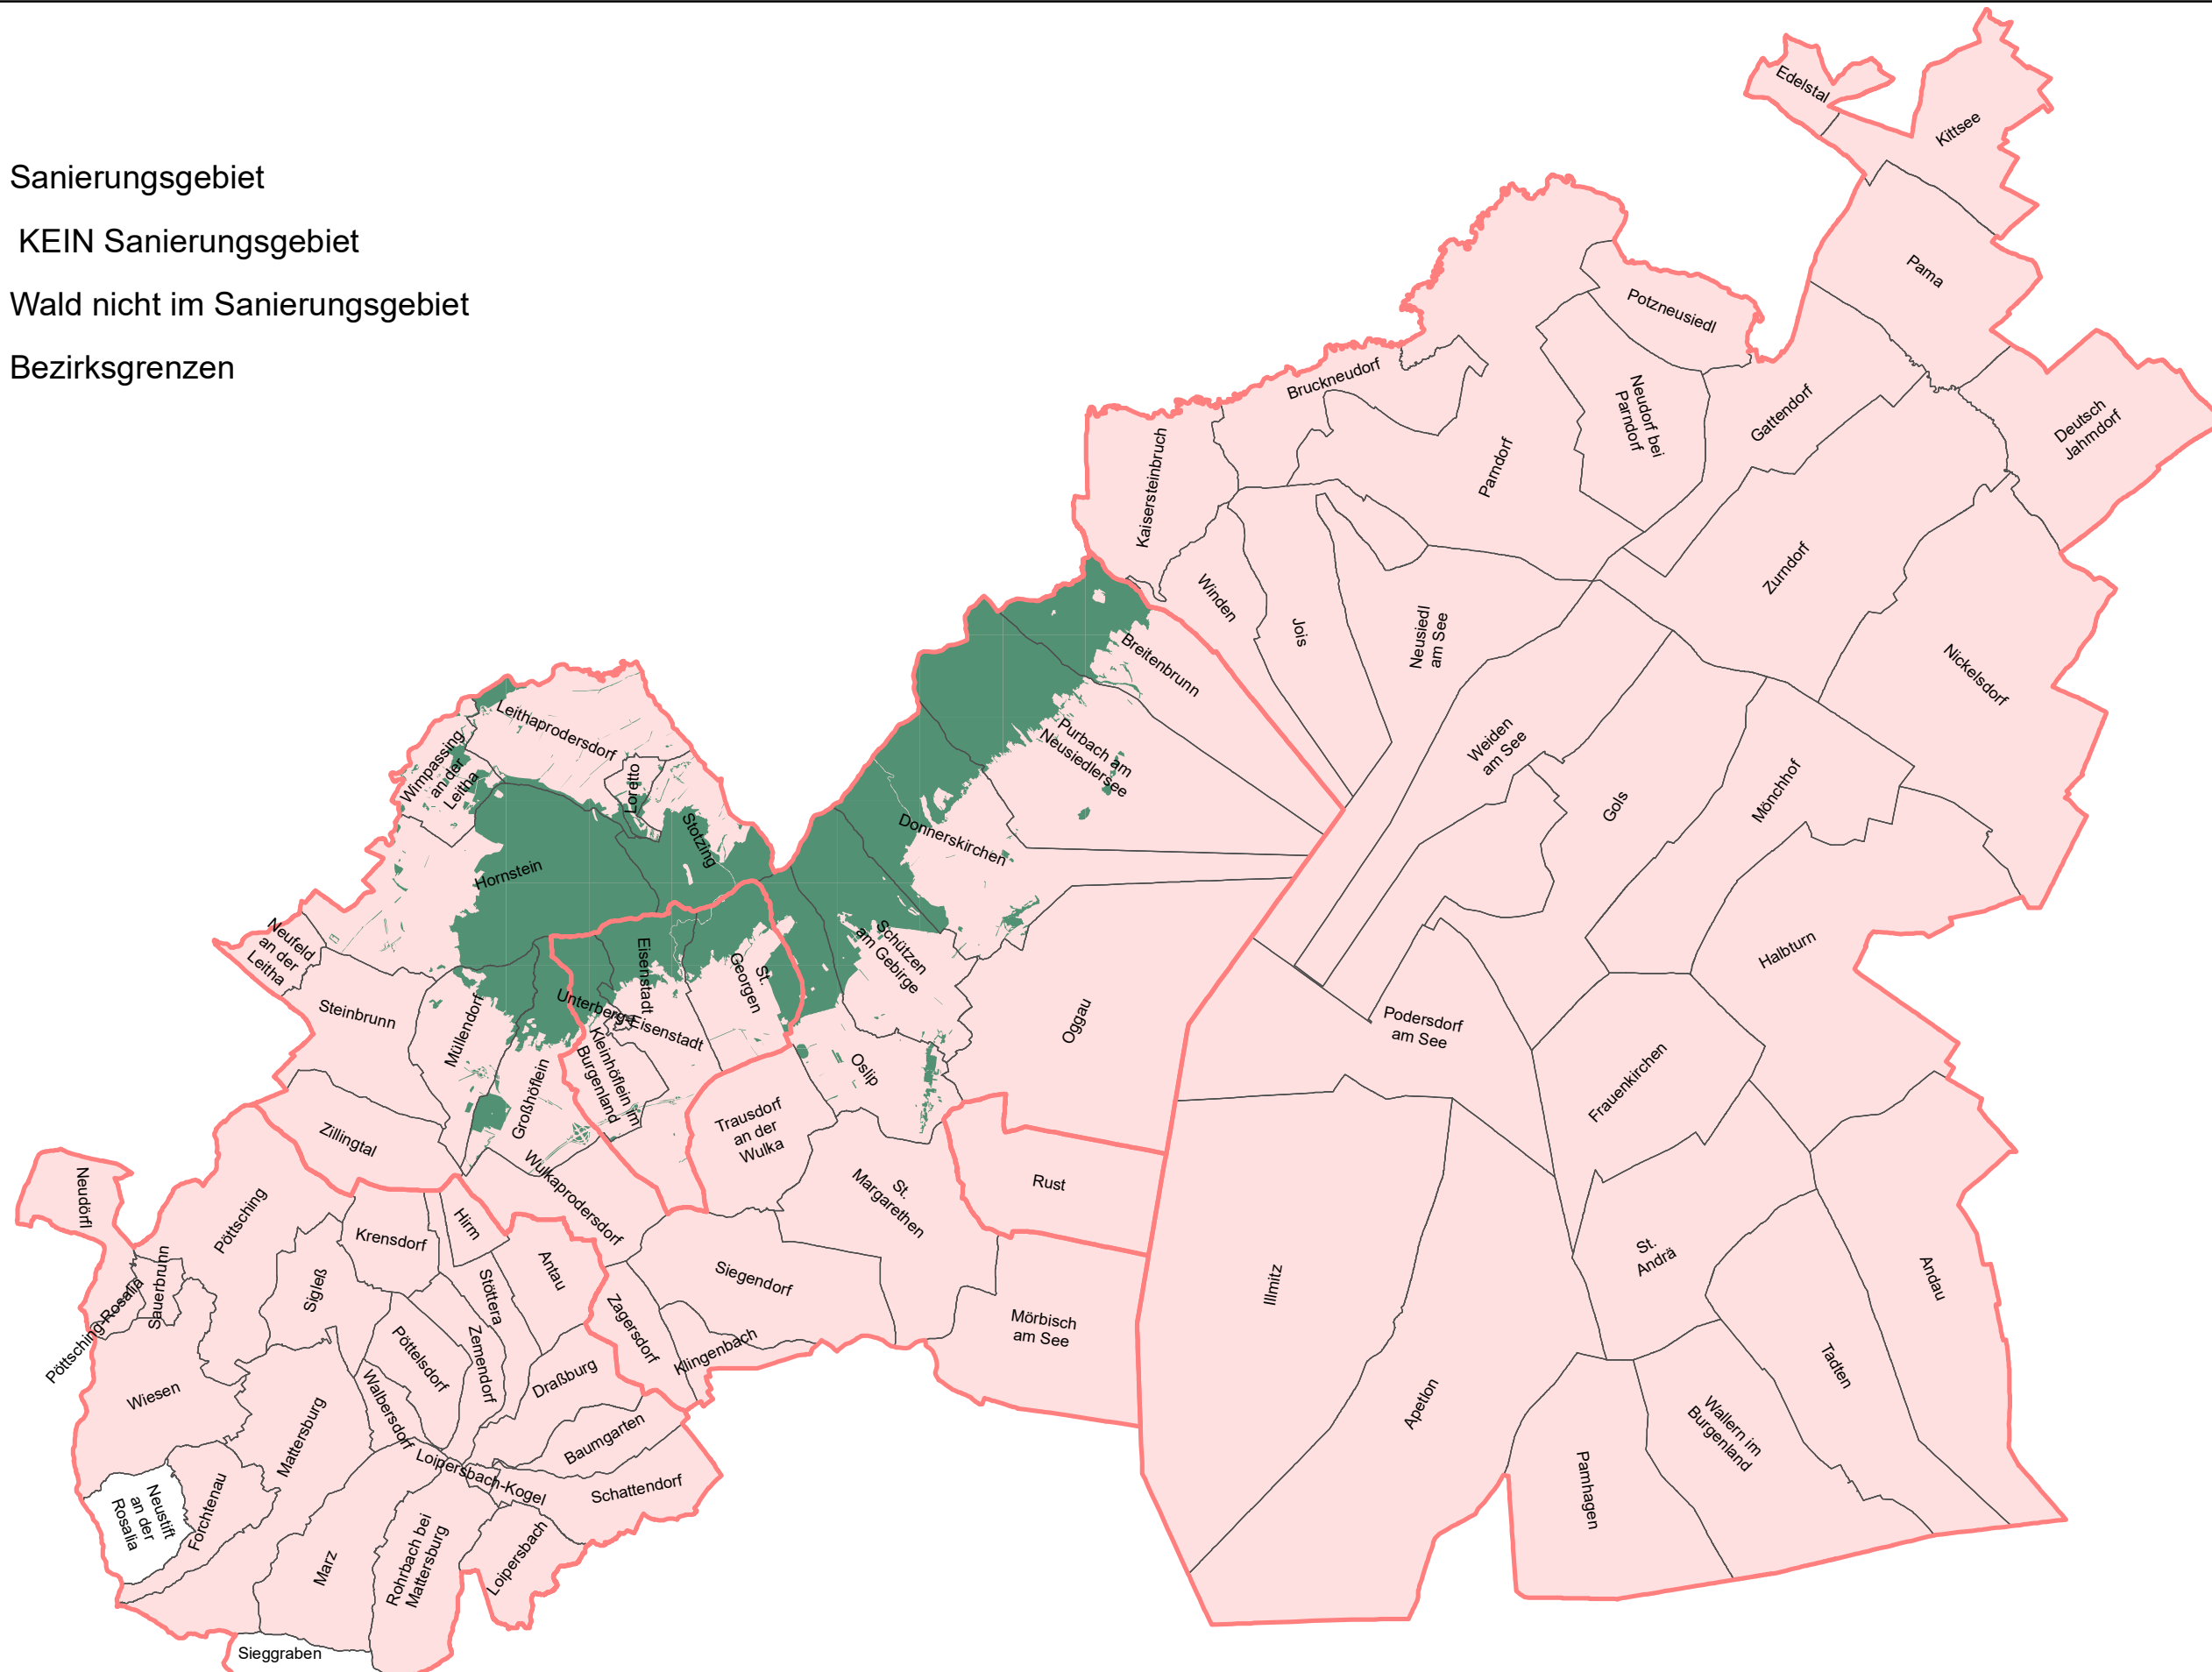 Sanierungsgebiet
KEIN Sanierungsgebiet
Wald nicht im Sanierungsgebiet
Bezirksgrenzen
Edelstal
Kittsee
Pama
Potzneusiedl
Bruckneudorf
Neudorf bei
Parndorf
Gattendorf
Deutsch
Jahrndorf
Kaisersteinbruch
Parndorf
Zurndorf
Winden
Jois
Neusiedl
am See
Nickelsdorf
Breitenbrunn
Leithaprodersdorf
Wimpassing
an der
Leitha
Loretto
Purbach am
Neusiedlersee
Weiden
am See
Gols
Mönchhof
Stotzing
Donnerskirchen
Hornstein
Neufeld
an der
Leitha
Eisenstadt
St.
Georgen
Schützen
am Gebirge
Halbturn
Steinbrunn
Müllendorf
Unterberg-Eisenstadt
Oggau
Podersdorf
am See
Großhöflein
Kleinhöflein im
Burgenland
Oslip
Frauenkirchen
Zillingtal
Trausdorf
an der
Wulka
Neudörfl
Pöttsching
Wulkaprodersdorf
St.
Margarethen
Rust
Krensdorf
Hirm
Antau
Siegendorf
Illmitz
St.
Andrä
Andau
Sauerbrunn
Pöttsching-Rosalia
Sigleß
Stöttera
Zagersdorf
Klingenbach
Mörbisch
am See
Pöttelsdorf
Zemendorf
Draßburg
Tadten
Wiesen
Walbersdorf
Mattersburg
Baumgarten
Apetlon
Wallern im
Burgenland
Loipersbach-Kogel
Schattendorf
Pamhagen
Neustift
an der
Rosalia
Forchtenau
Marz
Rohrbach bei
Mattersburg
Loipersbach
Sieggraben